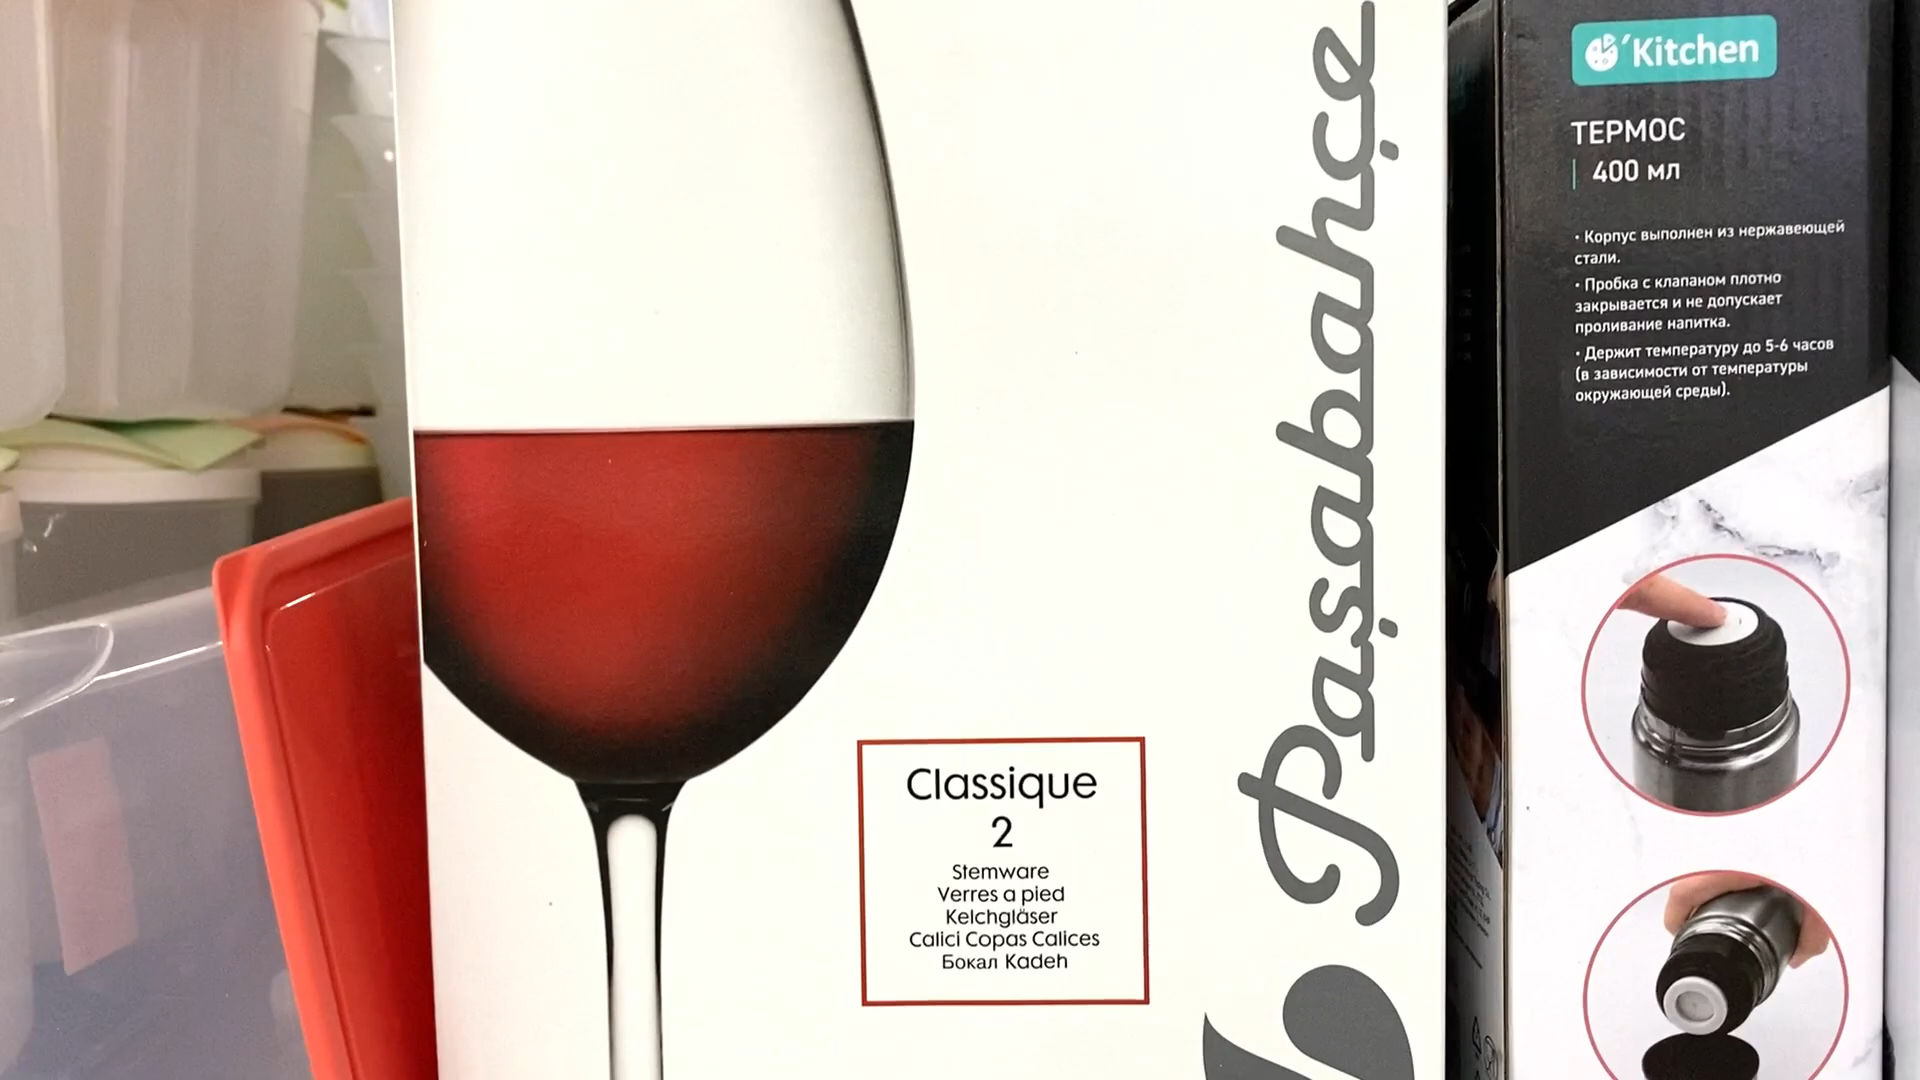 Paşabahçe
Classique
2
Stemware
Verres a pied
Kelchgläser
Calici Copas Calices
Бокал Kadeh
'Kitchen
ТЕРМОС
400 мл
· Корпус выполнен из нержавеющей
стали.
· Пробка с клапаном плотно
закрывается и не допускает
проливание напитка.
· Держит температуру до 5-6 часов
(в зависимости от температуры
окружающей среды).